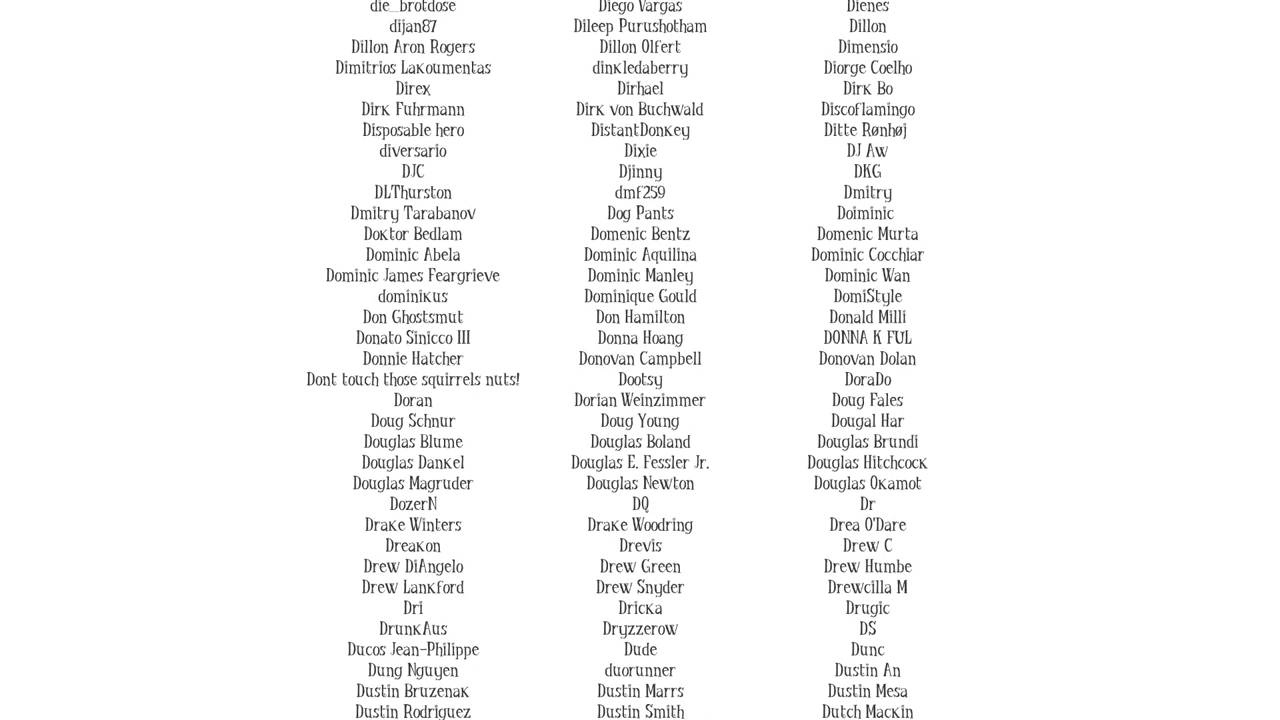 die_brotdose Diego Vargas Dienes
dijan87 Dileep Purushotham Dillon
Dillon Aron Rogers Dillon Olfert Dimensio
Dimitrios Lakoumentas dinkledaberry Diorge Coelho
Direx Dirhael Dirk Bo
Dirk Fuhrmann Dirk von Buchwald Discoflamingo
Disposable hero DistantDonkey Ditte Rønhøj
diversario Dixie DJ Aw
DJC Djinny DKG
DLThurston dmf259 Dmitry
Dmitry Tarabanov Dog Pants Doiminic
Doktor Bedlam Domenic Bentz Domenic Murta
Dominic Abela Dominic Aquilina Dominic Cocchiar
Dominic James Feargrieve Dominic Manley Dominic Wan
dominikus Dominique Gould DomiStyle
Don Ghostsmut Don Hamilton Donald Milli
Donato Sinicco III Donna Hoang DONNA K FUL
Donnie Hatcher Donovan Campbell Donovan Dolan
Dont touch those squirrels nuts! Dootsy DoraDo
Doran Dorian Weinzimmer Doug Fales
Doug Schnur Doug Young Dougal Har
Douglas Blume Douglas Boland Douglas Brundi
Douglas Dankel Douglas E. Fessler Jr. Douglas Hitchcock
Douglas Magruder Douglas Newton Douglas Okamot
DozerN DQ Dr
Drake Winters Drake Woodring Drea O'Dare
Dreakon Drevis Drew C
Drew DiAngelo Drew Green Drew Humbe
Drew Lankford Drew Snyder Drewcilla M
Dri Dricka Drugic
DrunkAus Dryzzerow DS
Ducos Jean-Philippe Dude Dunc
Dung Nguyen duorunner Dustin An
Dustin Bruzenak Dustin Marrs Dustin Mesa
Dustin Rodriguez Dustin Smith Dutch Mackin